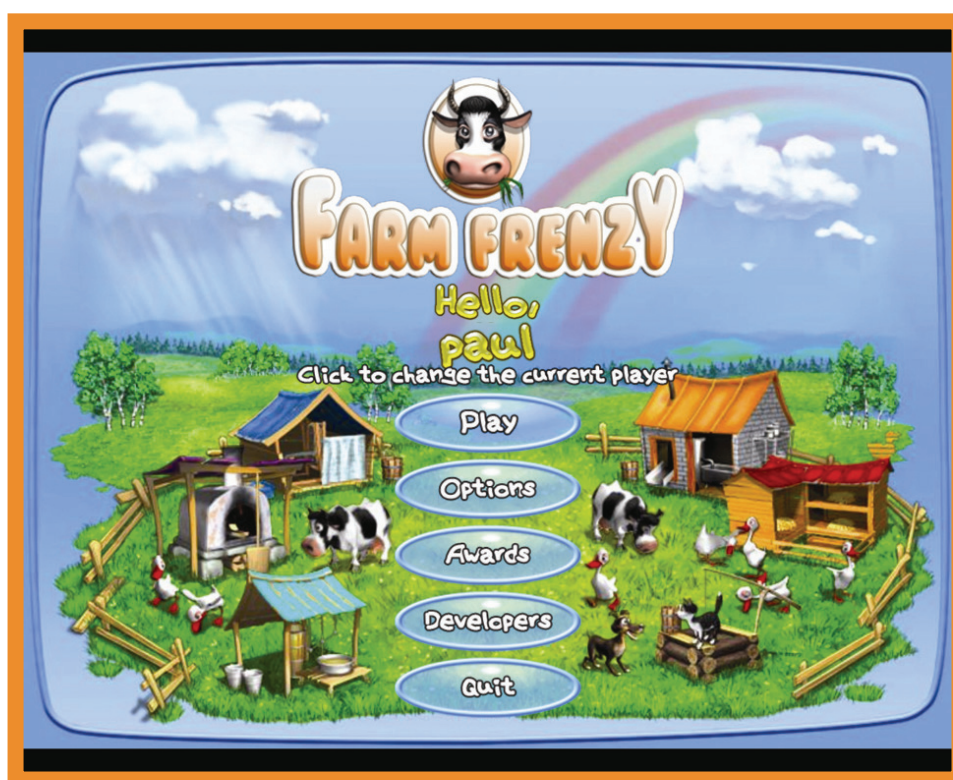 FARM FRENZY
Hello,
paul
Click to change the current player
Play
Options
Awards
Developers
Quit